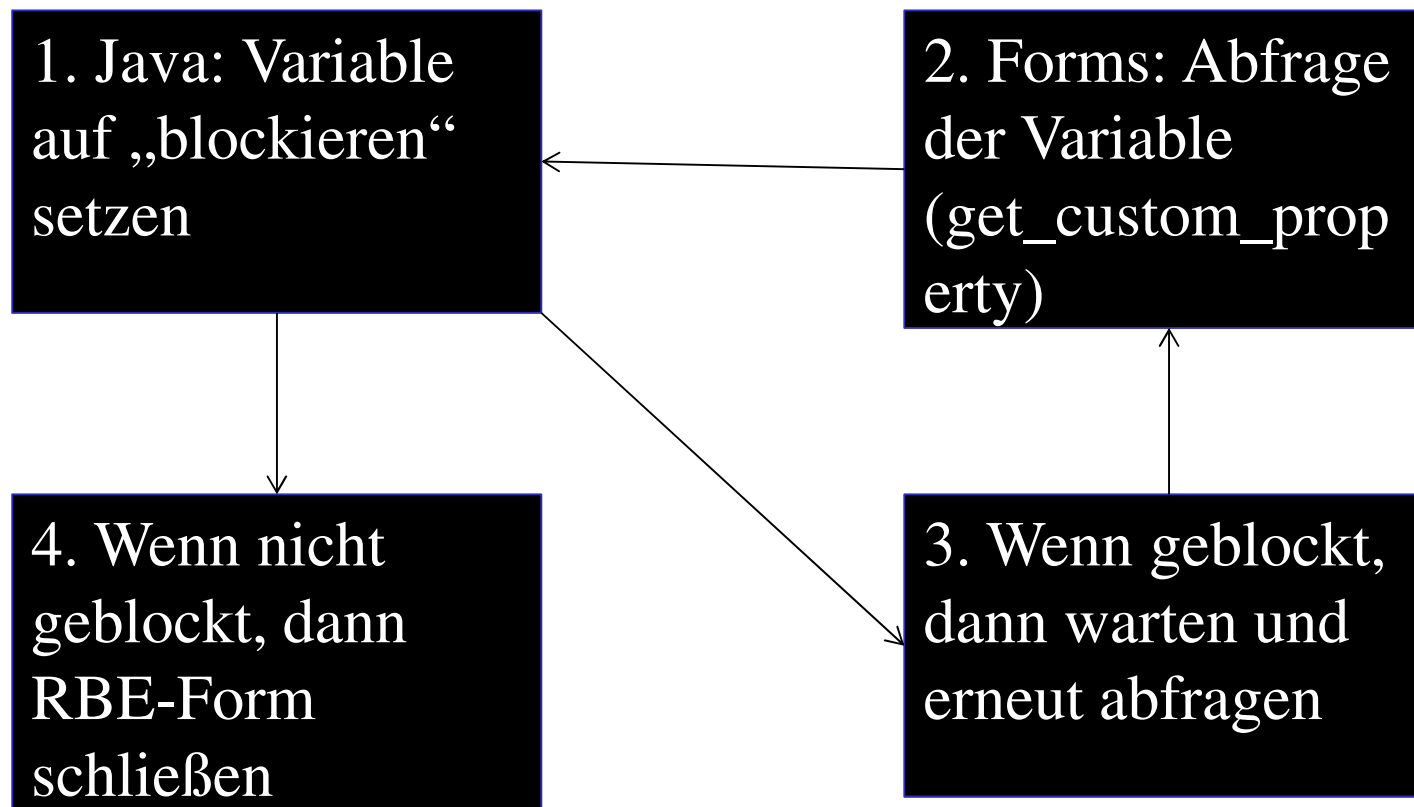 1. Java: Variable
auf „blockieren“
setzen
2. Forms: Abfrage
der Variable
(get_custom_prop
erty)
4. Wenn nicht
geblockt, dann
RBE-Form
schließen
3. Wenn geblockt,
dann warten und
erneut abfragen